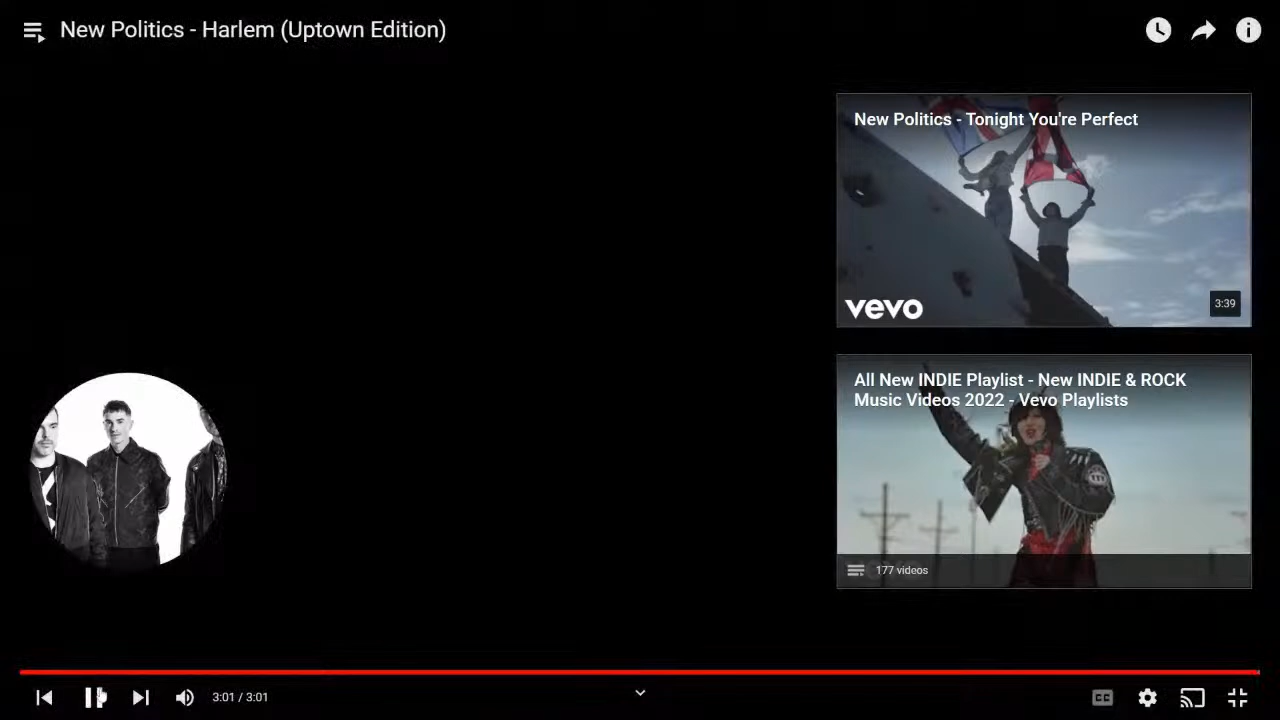 New Politics - Harlem (Uptown Edition)
New Politics - Tonight You're Perfect
vevo
3:39
All New INDIE Playlist - New INDIE & ROCK
Music Videos 2022 - Vevo Playlists
177 videos
3:01 / 3:01
CC